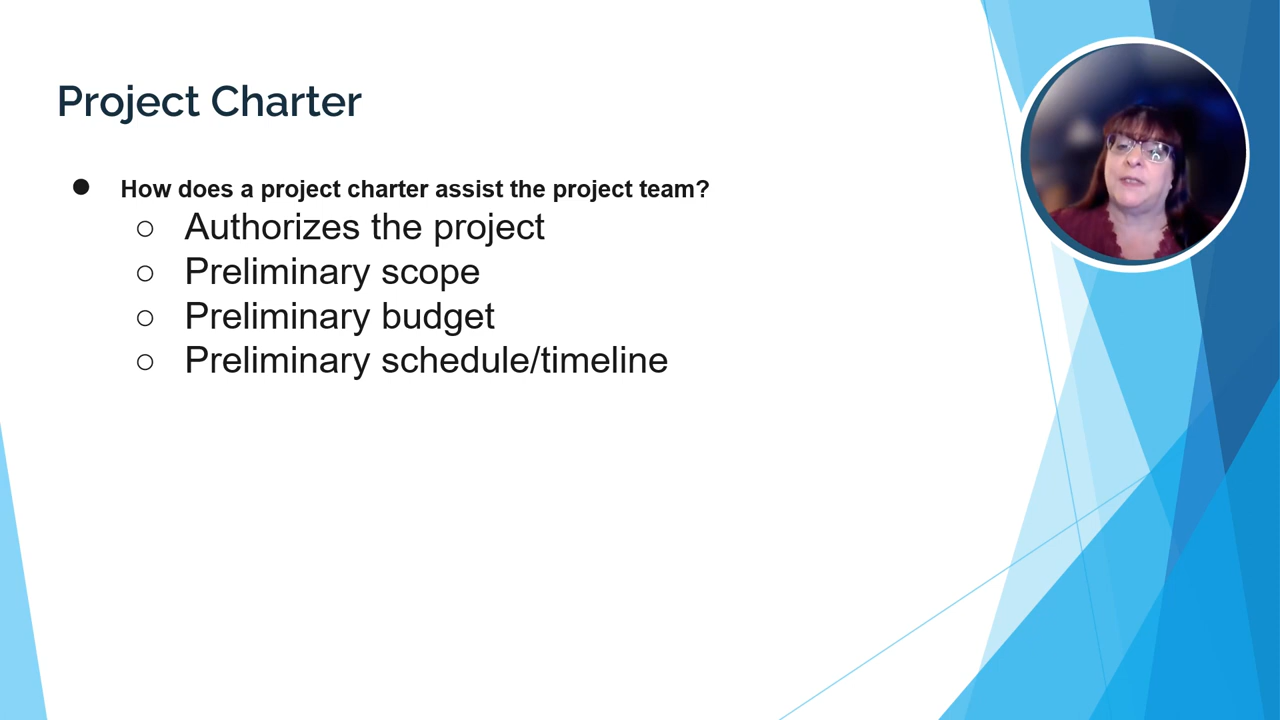 Project Charter
● How does a project charter assist the project team?
○ Authorizes the project
○ Preliminary scope
○ Preliminary budget
○ Preliminary schedule/timeline